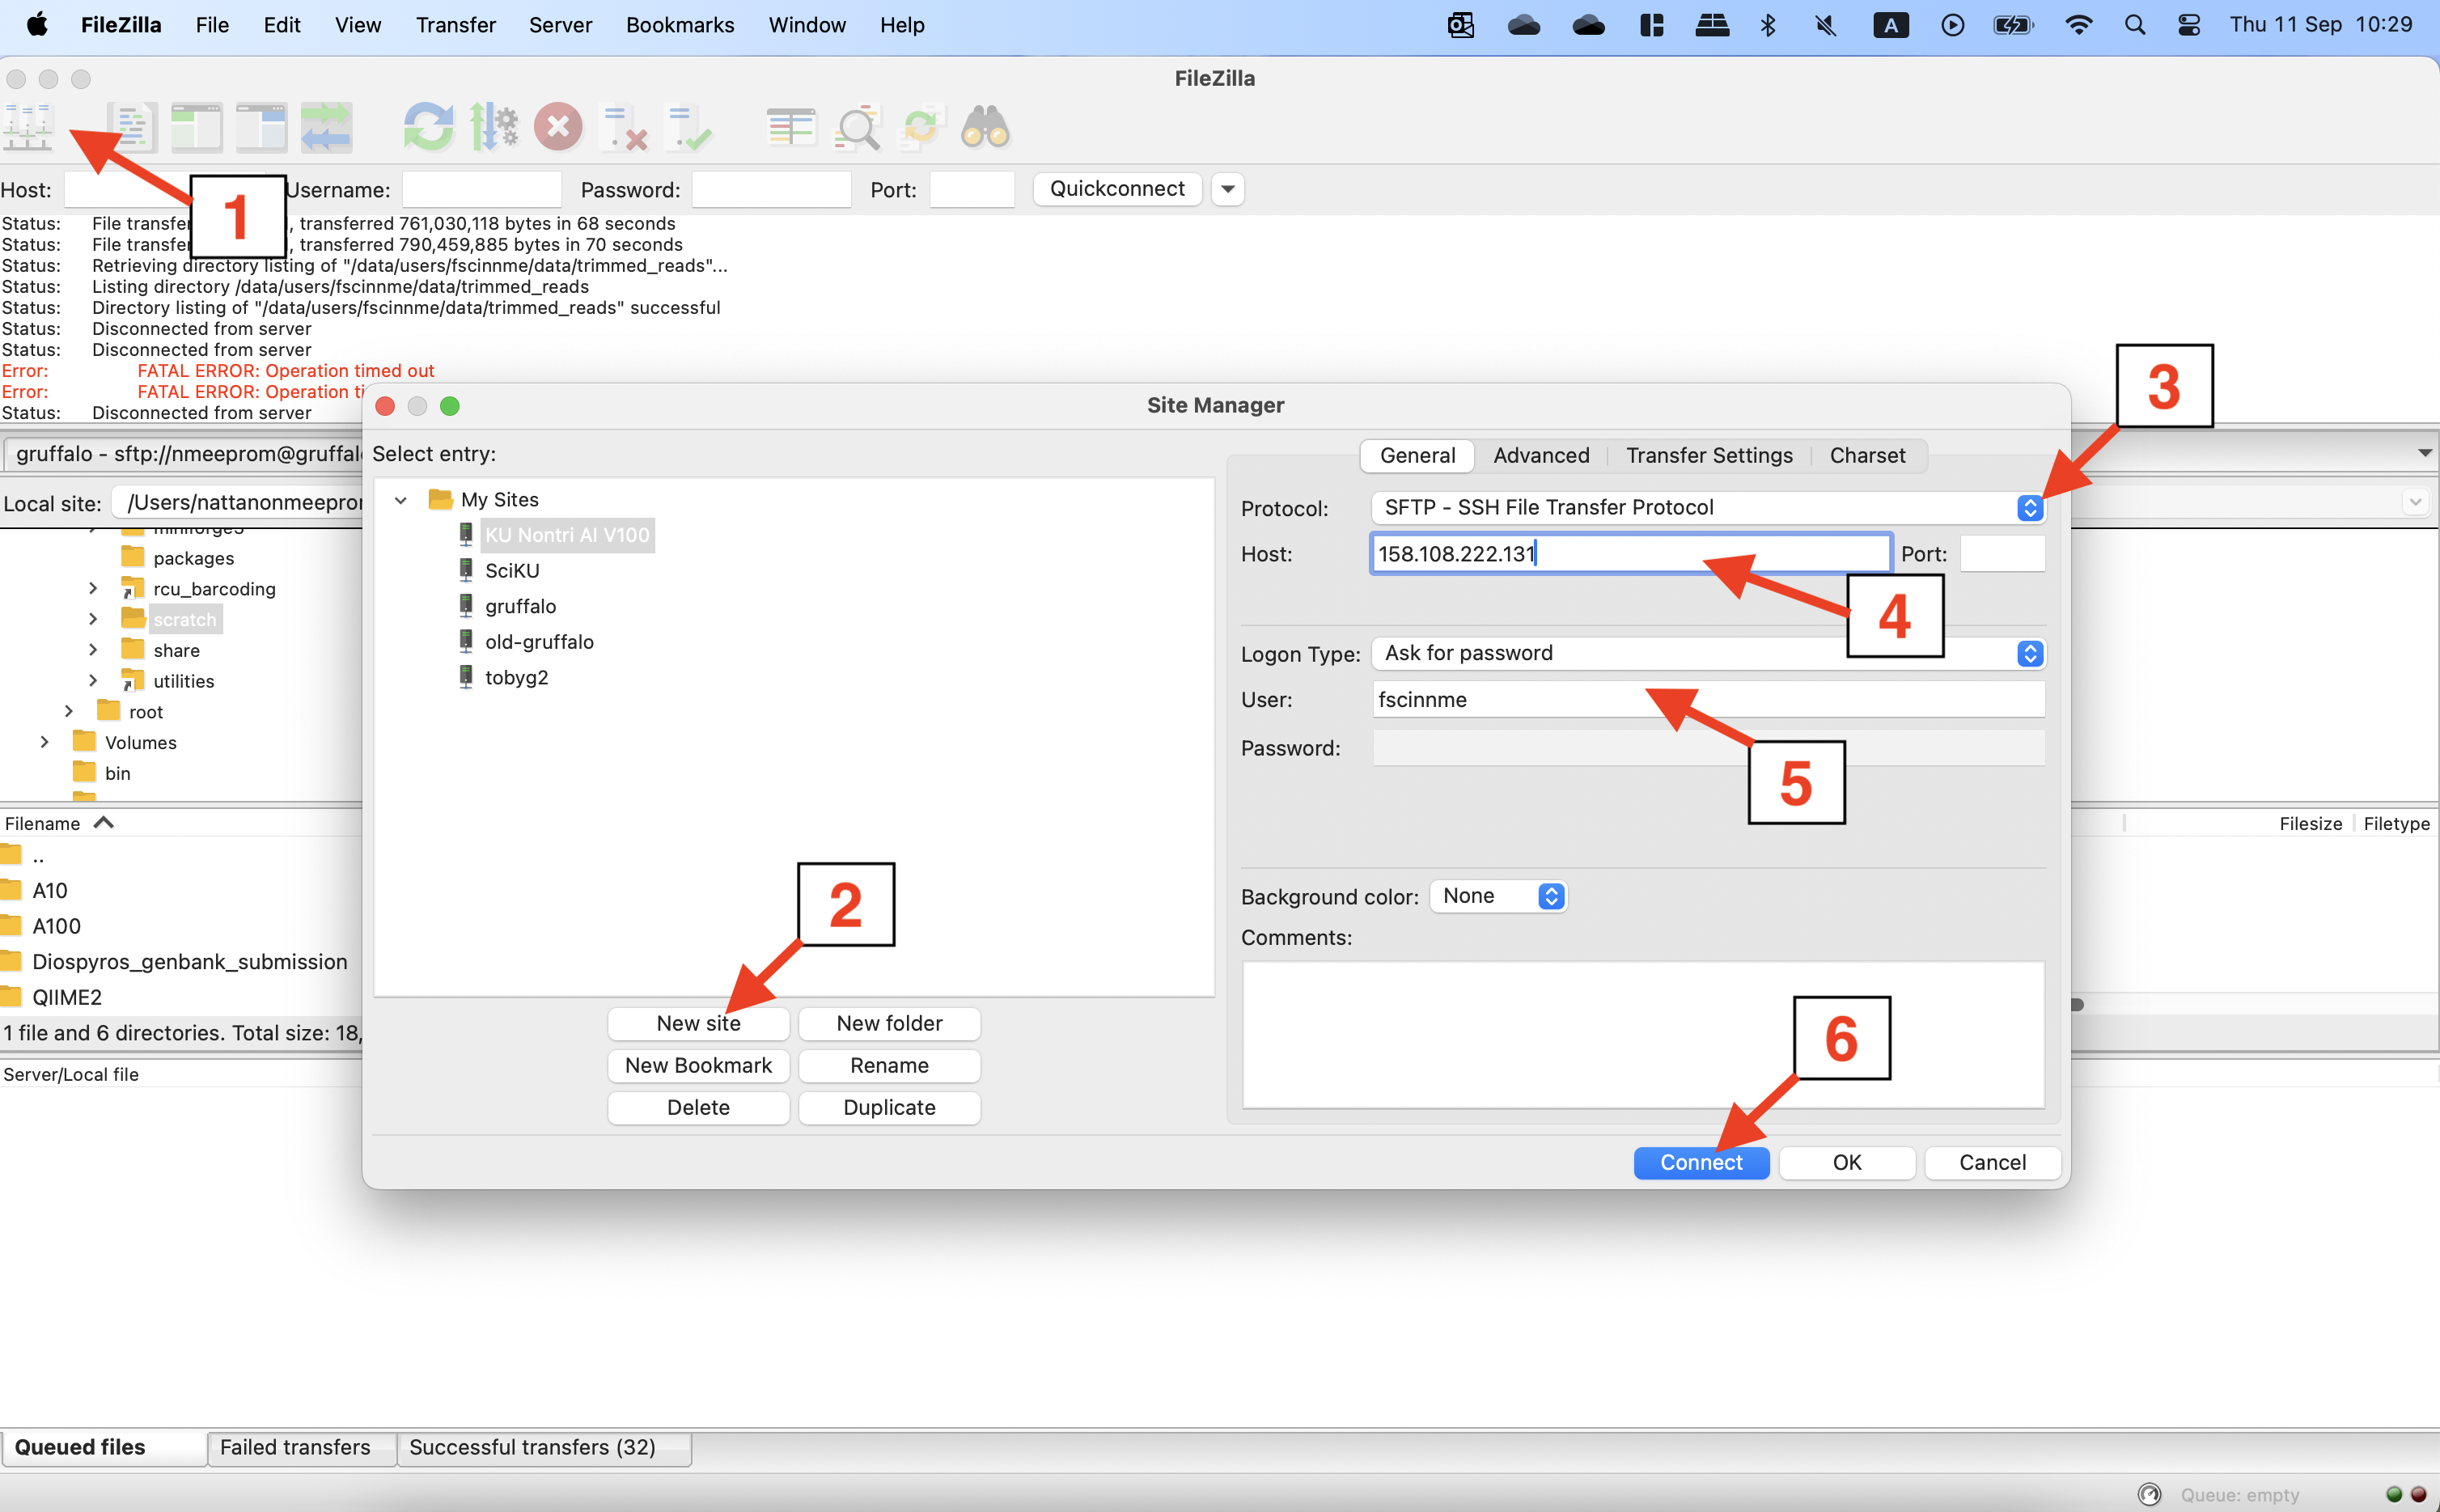 FileZilla File Edit View Transfer Server Bookmarks Window Help A Thu 11 Sep 10:29
FileZilla
Host: Username: Password: Port: Quickconnect
1
Status: File transfer , transferred 761,030,118 bytes in 68 seconds
Status: File transfer , transferred 790,459,885 bytes in 70 seconds
Status: Retrieving directory listing of "/data/users/fscinnme/data/trimmed_reads"...
Status: Listing directory /data/users/fscinnme/data/trimmed_reads
Status: Directory listing of "/data/users/fscinnme/data/trimmed_reads" successful
Status: Disconnected from server
Status: Disconnected from server
Error: FATAL ERROR: Operation timed out
Error: FATAL ERROR: Operation ti
Status: Disconnected from server
gruffalo - sftp://nmeeprom@gruffalo
Local site: /Users/nattanonmeeprom
miniforge3
packages
rcu_barcoding
scratch
share
utilities
root
Volumes
bin
Filename
..
A10
A100
Diospyros_genbank_submission
QIIME2
1 file and 6 directories. Total size: 18,
Server/Local file
Site Manager
Select entry:
My Sites
KU Nontri AI V100
SciKU
gruffalo
old-gruffalo
tobyg2
2
New site New folder
New Bookmark Rename
Delete Duplicate
General Advanced Transfer Settings Charset
3
Protocol: SFTP - SSH File Transfer Protocol
Host: 158.108.222.131 Port:
4
Logon Type: Ask for password
User: fscinnme
Password:
5
Background color: None
Comments:
6
Connect OK Cancel
Filesize Filetype
Queued files Failed transfers Successful transfers (32)
Queue: empty